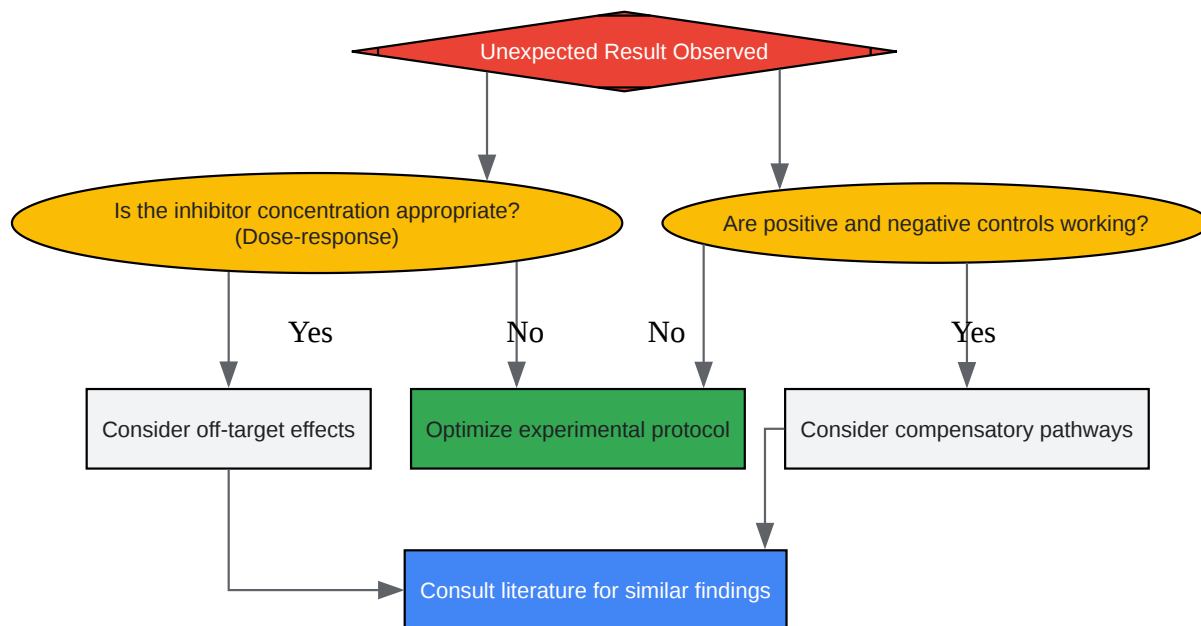 Unexpected Result Observed
Is the inhibitor concentration appropriate?
(Dose-response)
Are positive and negative controls working?
Yes
No
No
Yes
Consider off-target effects
Optimize experimental protocol
Consider compensatory pathways
Consult literature for similar findings